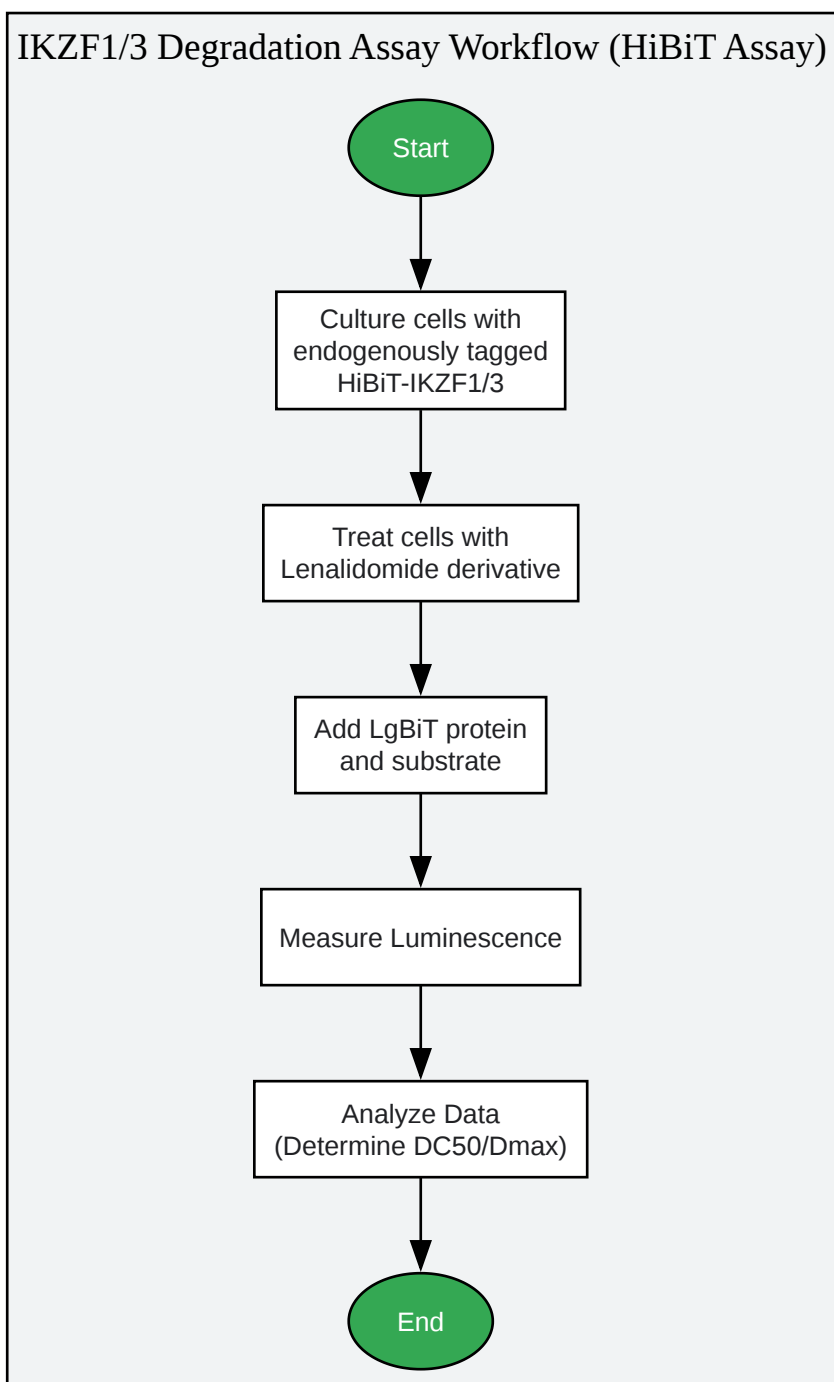 IKZF1/3 Degradation Assay Workflow (HiBiT Assay)
Start
Culture cells with
endogenously tagged
HiBiT-IKZF1/3
Treat cells with
Lenalidomide derivative
Add LgBiT protein
and substrate
Measure Luminescence
Analyze Data
(Determine DC50/Dmax)
End